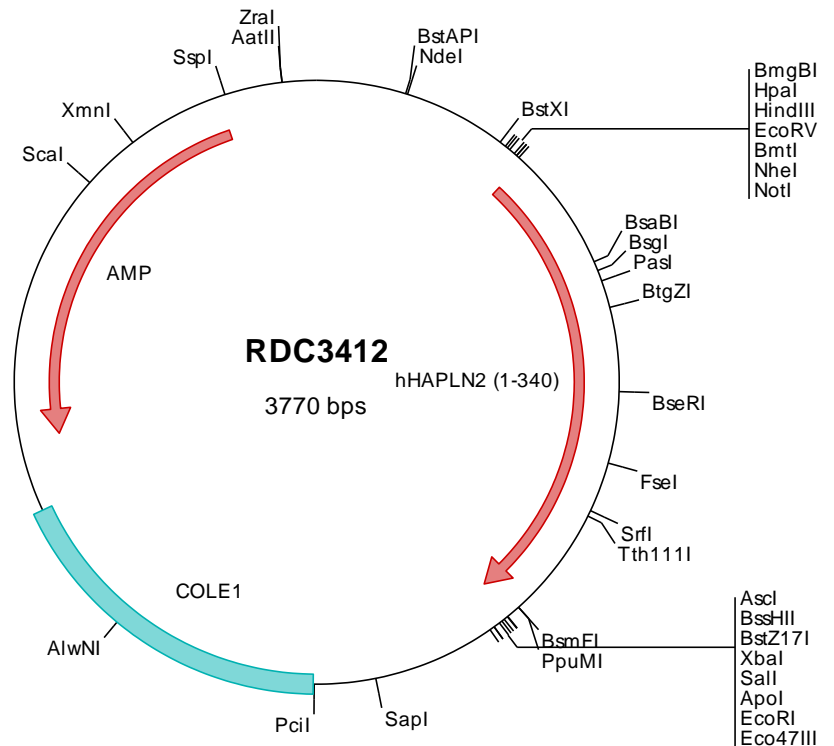 ZraI
AatII
SspI
XmnI
ScaI
BstAPI
NdeI
BstXI
BmgBI
HpaI
HindIII
EcoRV
BmtI
NheI
NotI
BsaBI
BsgI
PasI
BtgZI
AMP
RDC3412
hHAPLN2 (1-340)
3770 bps
BseRI
FseI
SrfI
Tth111I
COLE1
AlwNI
PciI
SapI
BsmFI
PpuMI
AscI
BssHII
BstZ17I
XbaI
SalI
ApoI
EcoRI
Eco47III